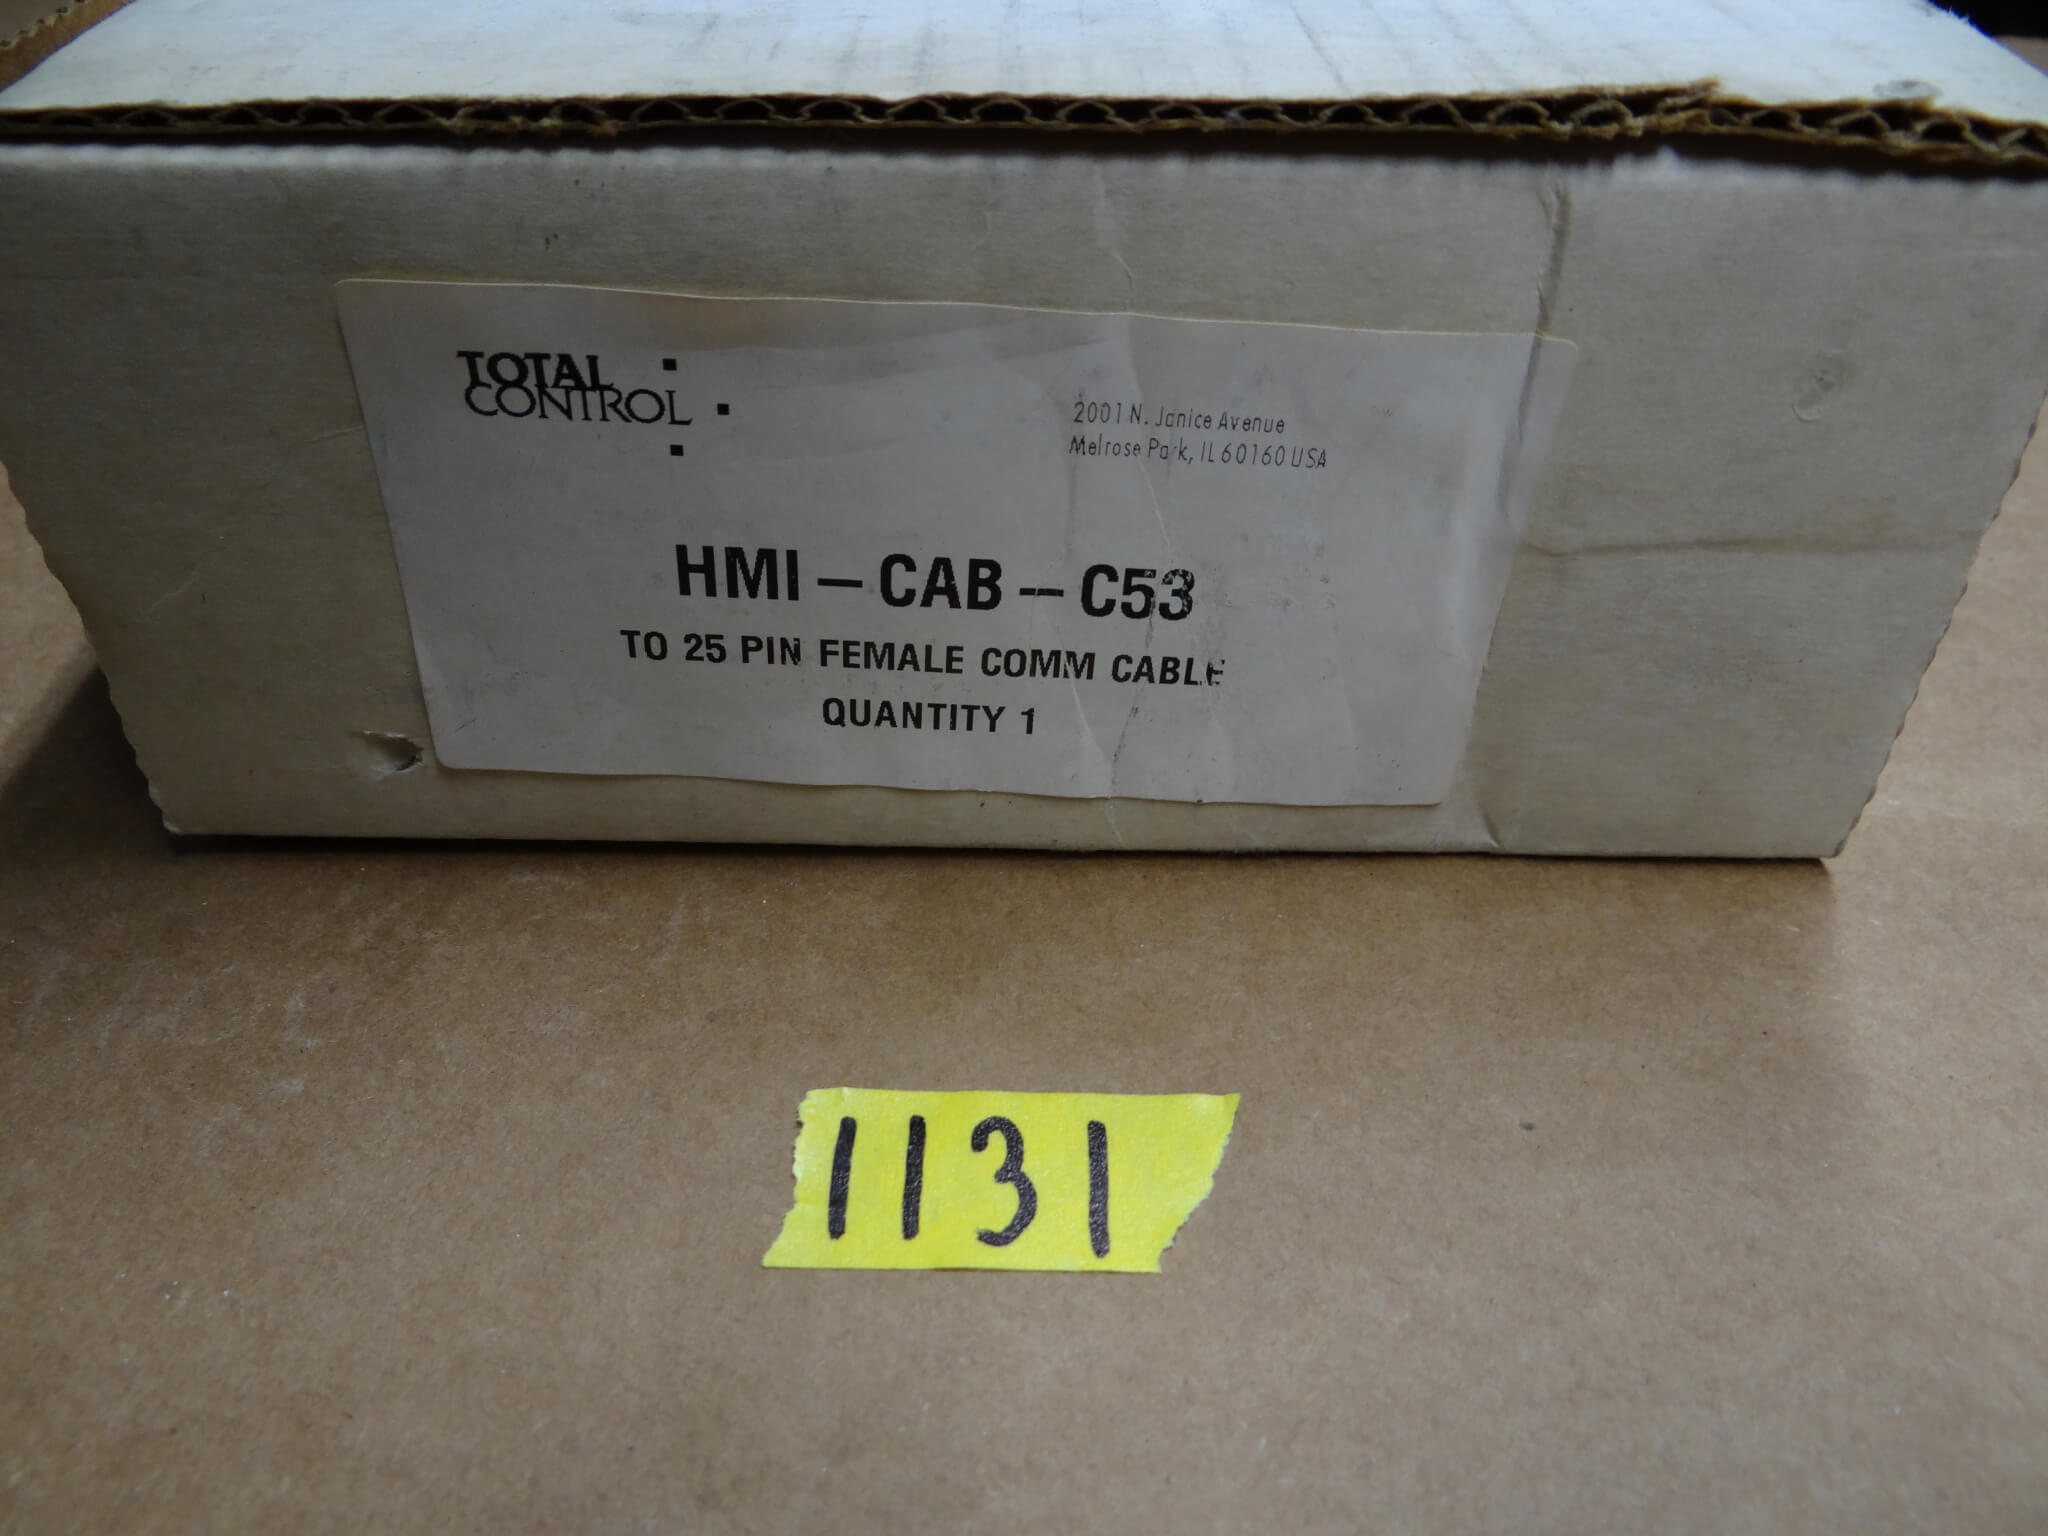 TOTAL
CONTROL
2001 N. Janice Avenue
Melrose Park, IL 60160 USA
HMI – CAB – C53
TO 25 PIN FEMALE COMM CABLE
QUANTITY 1
1131